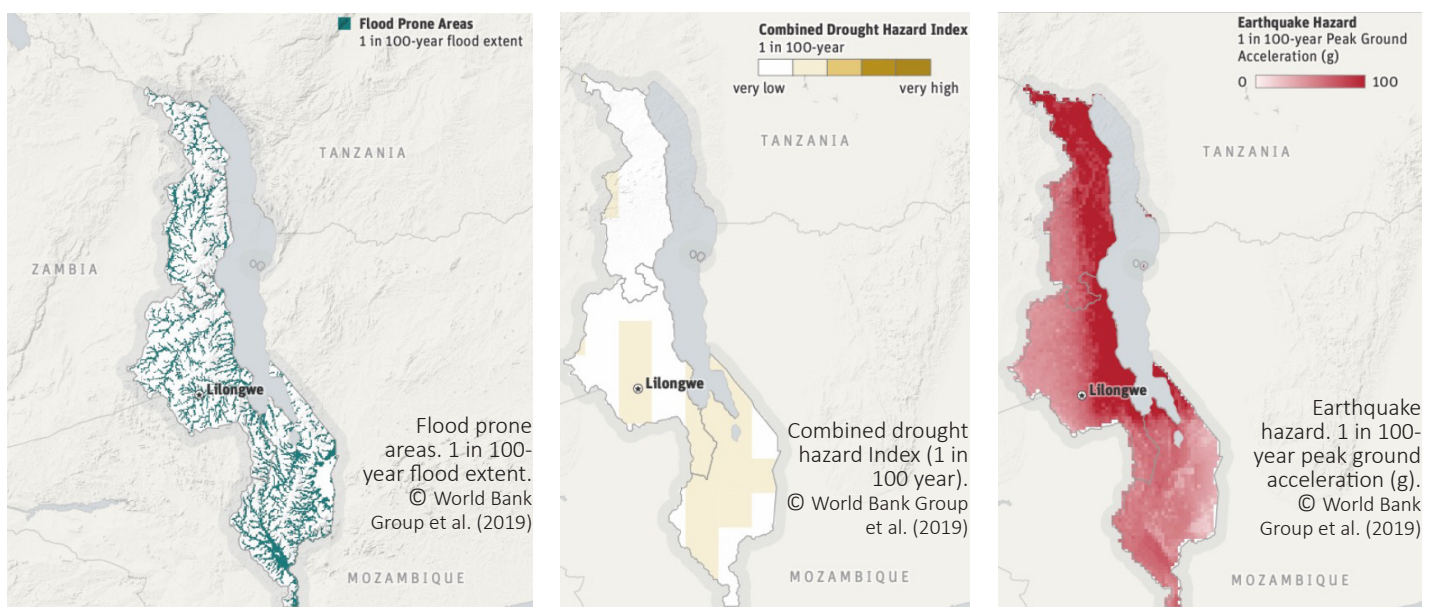 Flood Prone Areas
1 in 100-year flood extent
TANZANIA
ZAMBIA
Lilongwe
Flood prone
areas. 1 in 100-
year flood extent.
© World Bank
Group et al. (2019)
MOZAMBIQUE
Combined Drought Hazard Index
1 in 100-year
very low
very high
TANZANIA
Lilongwe
Combined drought
hazard Index (1 in
100 year).
© World Bank Group
et al. (2019)
MOZAMBIQUE
Earthquake Hazard
1 in 100-year Peak Ground
Acceleration (g)
0 100
TANZANIA
Lilongwe
Earthquake
hazard. 1 in 100-
year peak ground
acceleration (g).
© World Bank
Group et al. (2019)
MOZAMBIQUE